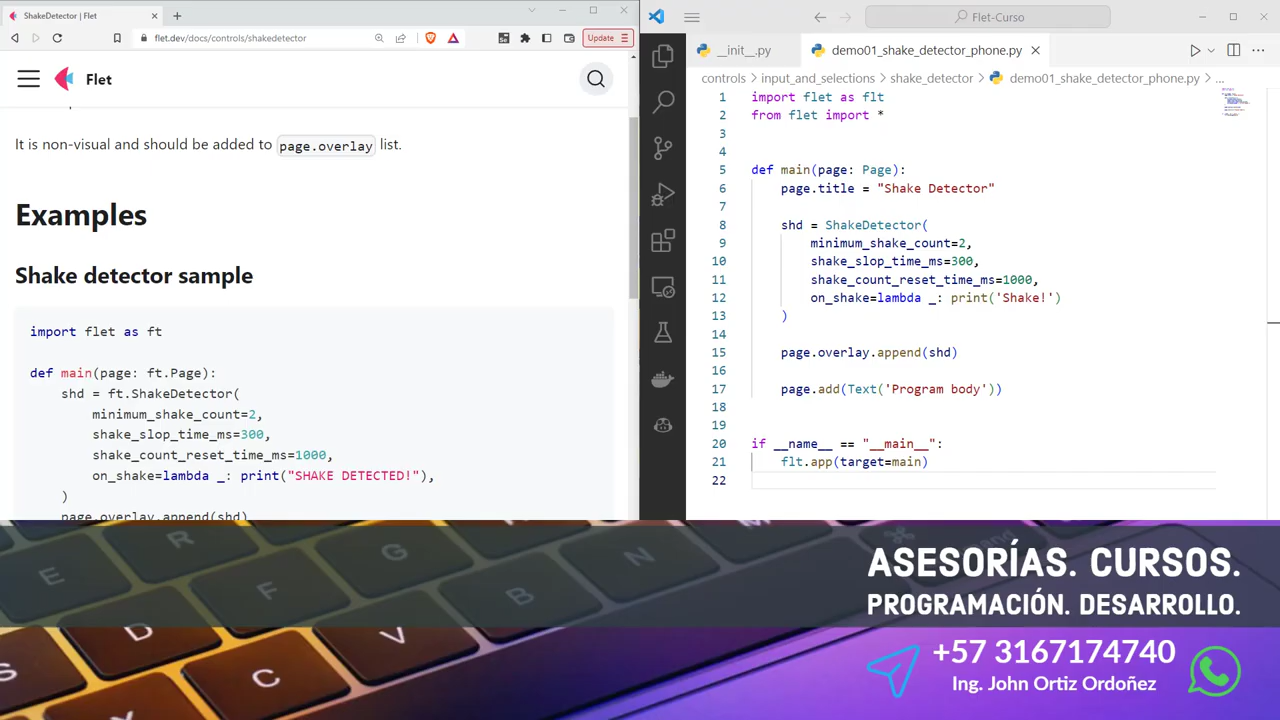 ShakeDetector | Flet
flet.dev/docs/controls/shakedetector
Update
Flet
It is non-visual and should be added to page.overlay list.
Examples
Shake detector sample
import flet as ft
def main(page: ft.Page):
shd = ft.ShakeDetector(
minimum_shake_count=2,
shake_slop_time_ms=300,
shake_count_reset_time_ms=1000,
on_shake=lambda _: print("SHAKE DETECTED!"),
)
page.overlay.append(shd)
Flet-Curso
__init__.py
demo01_shake_detector_phone.py
controls > input_and_selections > shake_detector > demo01_shake_detector_phone.py > ...
1 import flet as flt
2 from flet import *
3
4
5 def main(page: Page):
6 page.title = "Shake Detector"
7
8 shd = ShakeDetector(
9 minimum_shake_count=2,
10 shake_slop_time_ms=300,
11 shake_count_reset_time_ms=1000,
12 on_shake=lambda _: print('Shake!')
13 )
14
15 page.overlay.append(shd)
16
17 page.add(Text('Program body'))
18
19
20 if __name__ == "__main__":
21 flt.app(target=main)
22
ASESORÍAS. CURSOS.
PROGRAMACIÓN. DESARROLLO.
+57 3167174740
Ing. John Ortiz Ordoñez